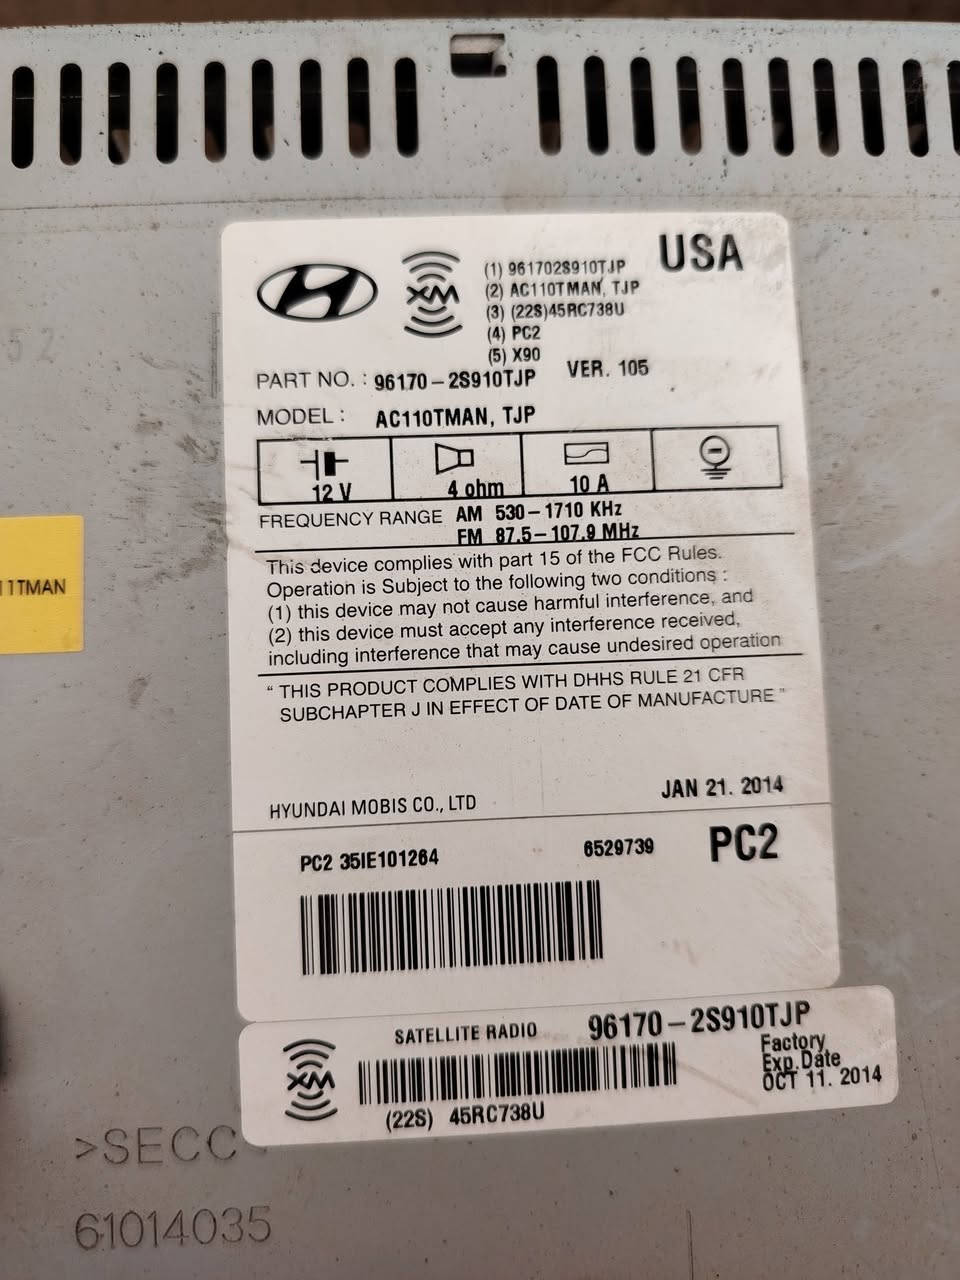 USA
XM
(1) 961702S910TJP
(2) AC110TMAN, TJP
(3) (22S)45RC738U
(4) PC2
(5) X90
52
PART NO. : 96170-2S910TJP VER. 105
MODEL : AC110TMAN, TJP
12 V 4 ohm 10 A
FREQUENCY RANGE AM 530-1710 KHz
FM 87.5-107.9 MHz
This device complies with part 15 of the FCC Rules.
Operation is Subject to the following two conditions :
(1) this device may not cause harmful interference, and
(2) this device must accept any interference received,
including interference that may cause undesired operation
11TMAN
“ THIS PRODUCT COMPLIES WITH DHHS RULE 21 CFR
SUBCHAPTER J IN EFFECT OF DATE OF MANUFACTURE ”
HYUNDAI MOBIS CO., LTD JAN 21. 2014
PC2 35IE101264 6529739 PC2
SATELLITE RADIO 96170-2S910TJP
XM
Factory
Exp.Date
OCT 11. 2014
(22S) 45RC738U
>SECC
61014035